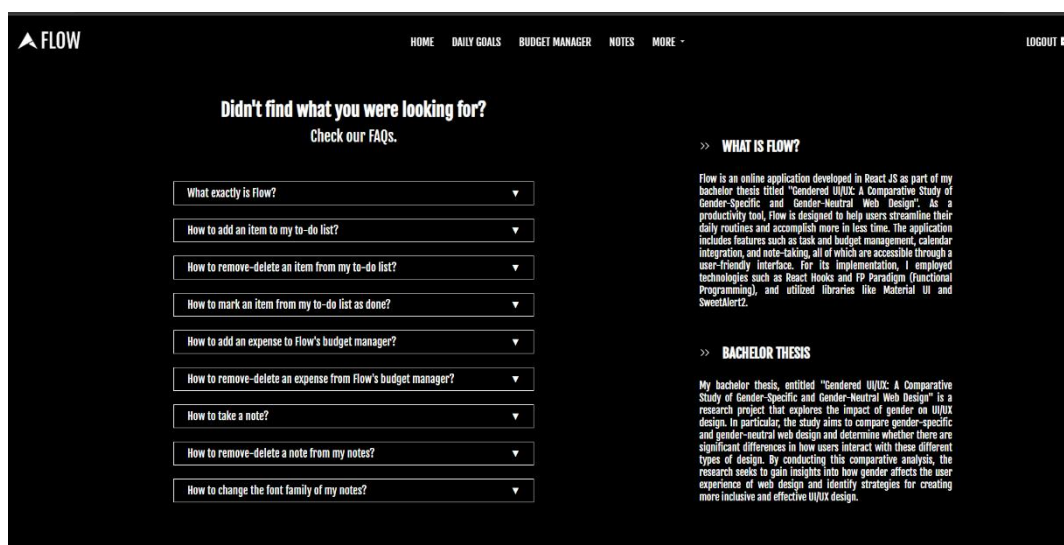 FLOW
HOME DAILY GOALS BUDGET MANAGER NOTES MORE
LOGOUT
Didn't find what you were looking for?
Check our FAQs.
What exactly is Flow?
How to add an item to my to-do list?
How to remove-delete an item from my to-do list?
How to mark an item from my to-do list as done?
How to add an expense to Flow's budget manager?
How to remove-delete an expense from Flow's budget manager?
How to take a note?
How to remove-delete a note from my notes?
How to change the font family of my notes?
>> WHAT IS FLOW?
Flow is an online application developed in React JS as part of my
bachelor thesis titled "Gendered UI/UX: A Comparative Study of
Gender-Specific and Gender-Neutral Web Design". As a
productivity tool, Flow is designed to help users streamline their
daily routines and accomplish more in less time. The application
includes features such as task and budget management, calendar
integration, and note-taking, all of which are accessible through a
user-friendly interface. For its implementation, I employed
technologies such as React Hooks and FP Paradigm (Functional
Programming), and utilized libraries like Material UI and
SweetAlert2.
>> BACHELOR THESIS
My bachelor thesis, entitled "Gendered UI/UX: A Comparative
Study of Gender-Specific and Gender-Neutral Web Design" is a
research project that explores the impact of gender on UI/UX
design. In particular, the study aims to compare gender-specific
and gender-neutral web design and determine whether there are
significant differences in how users interact with these different
types of design. By conducting this comparative analysis, the
research seeks to gain insights into how gender affects the user
experience of web design and identify strategies for creating
more inclusive and effective UI/UX design.